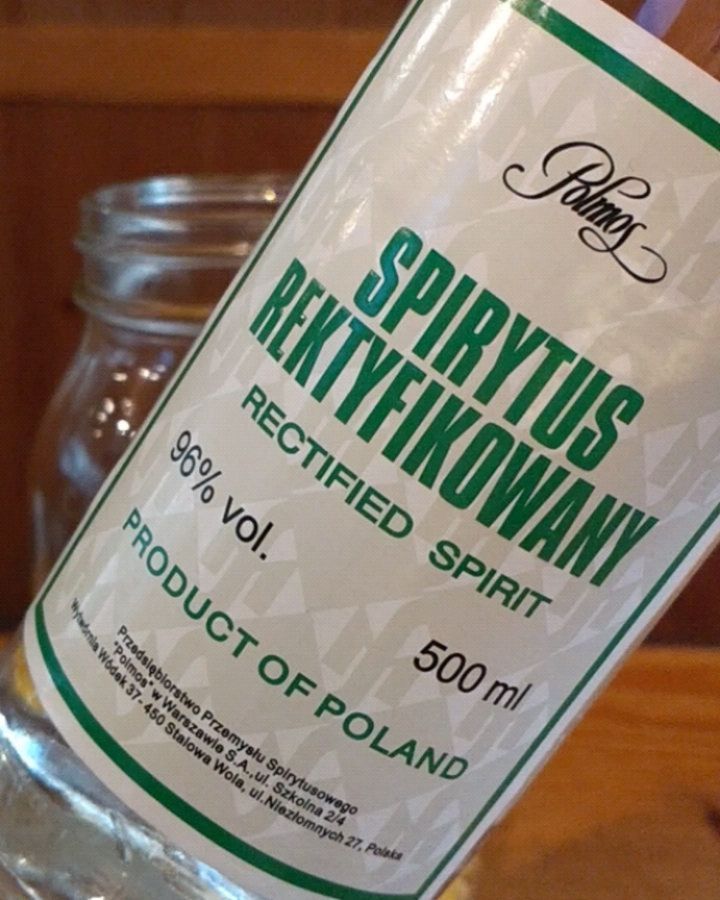 Polmos
SPIRYTUS
REKTYFIKOWANY
RECTIFIED SPIRIT
96% vol.
500 ml
PRODUCT OF POLAND
Przedsiębiorstwo Przemysłu Spirytusowego
"Polmos" w Warszawie S.A.,ul. Szkolna 2/4
Wytwórnia Wódek 37- 450 Stalowa Wola, ul.Niezłomnych 27, Polska